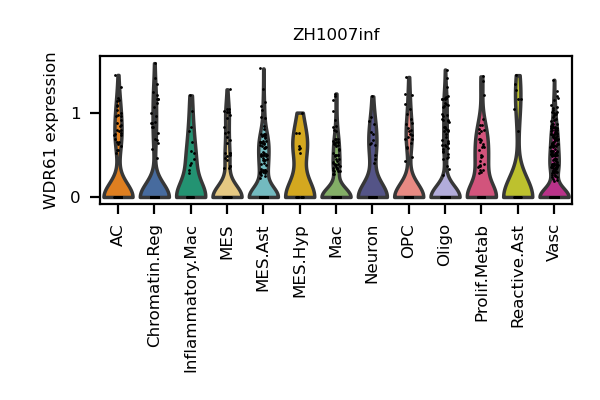 ZH1007inf
WDR61 expression
1
0
AC
Chromatin.Reg
Inflammatory.Mac
MES
MES.Ast
MES.Hyp
Mac
Neuron
OPC
Oligo
Prolif.Metab
Reactive.Ast
Vasc